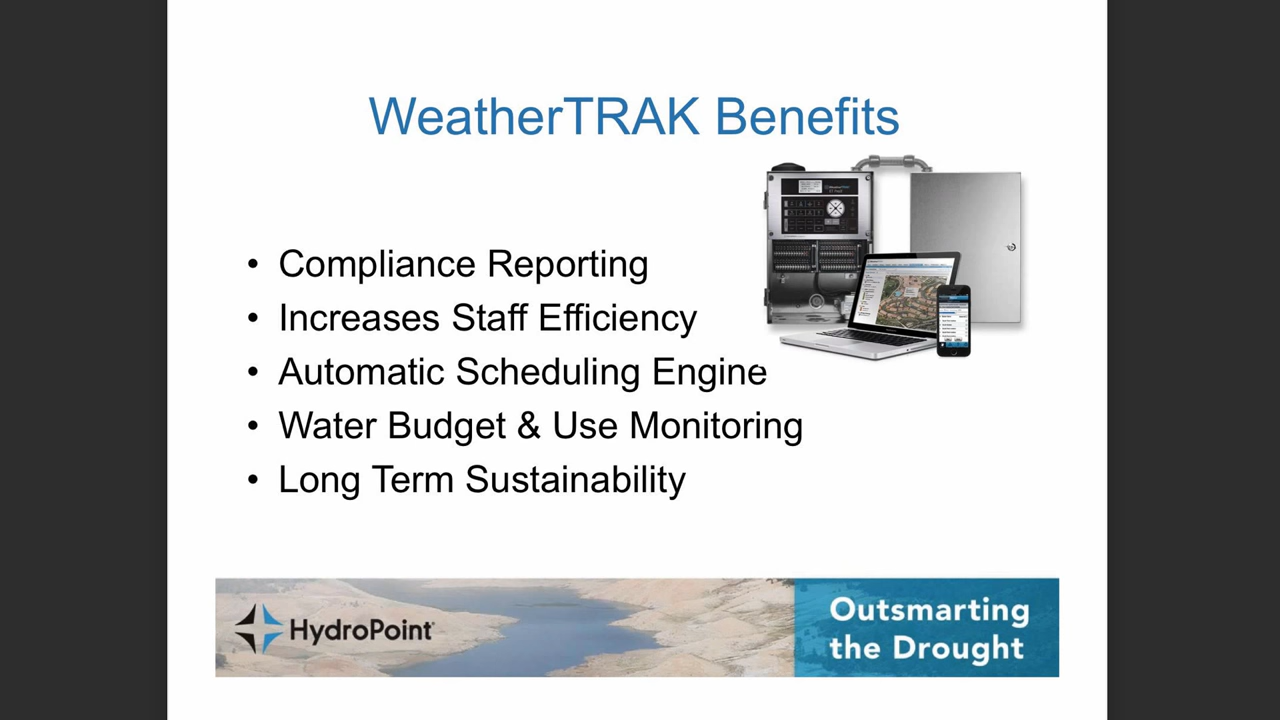 WeatherTRAK Benefits
• Compliance Reporting
• Increases Staff Efficiency
• Automatic Scheduling Engine
• Water Budget & Use Monitoring
• Long Term Sustainability
HydroPoint
Outsmarting
the Drought